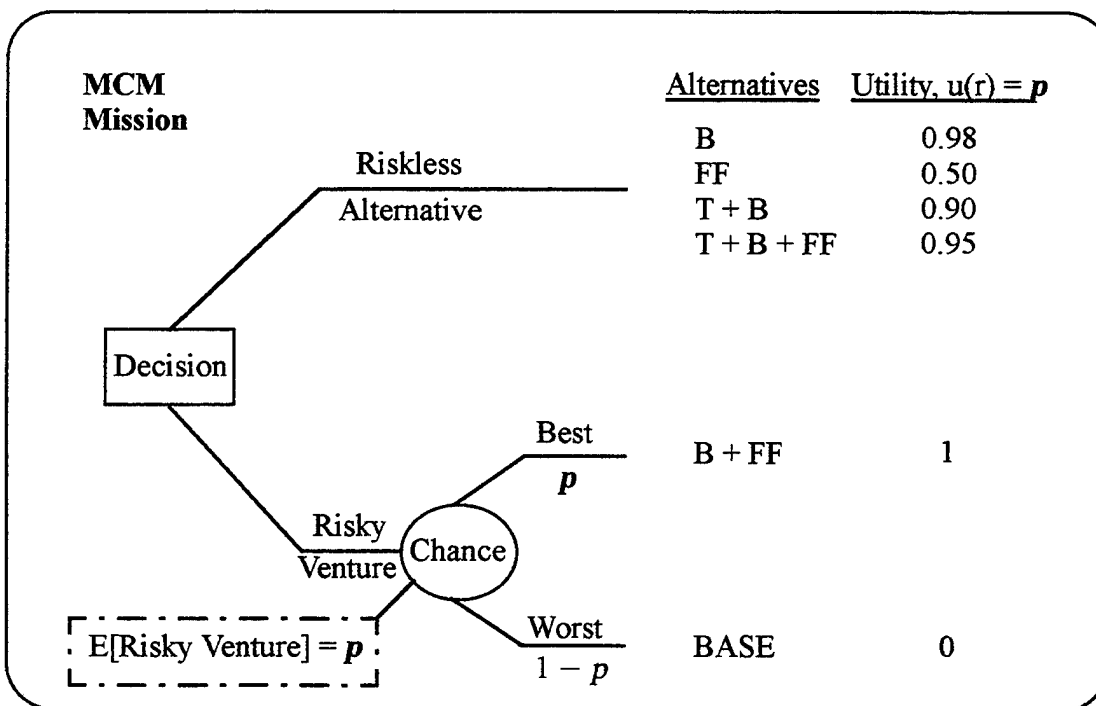 MCM
Mission
Alternatives Utility, u(r) = p
B 0.98
FF 0.50
T + B 0.90
T + B + FF 0.95
Riskless
Alternative
Decision
Best
p
B + FF 1
Risky
Venture
Chance
E[Risky Venture] = p
Worst
1 − p
BASE 0